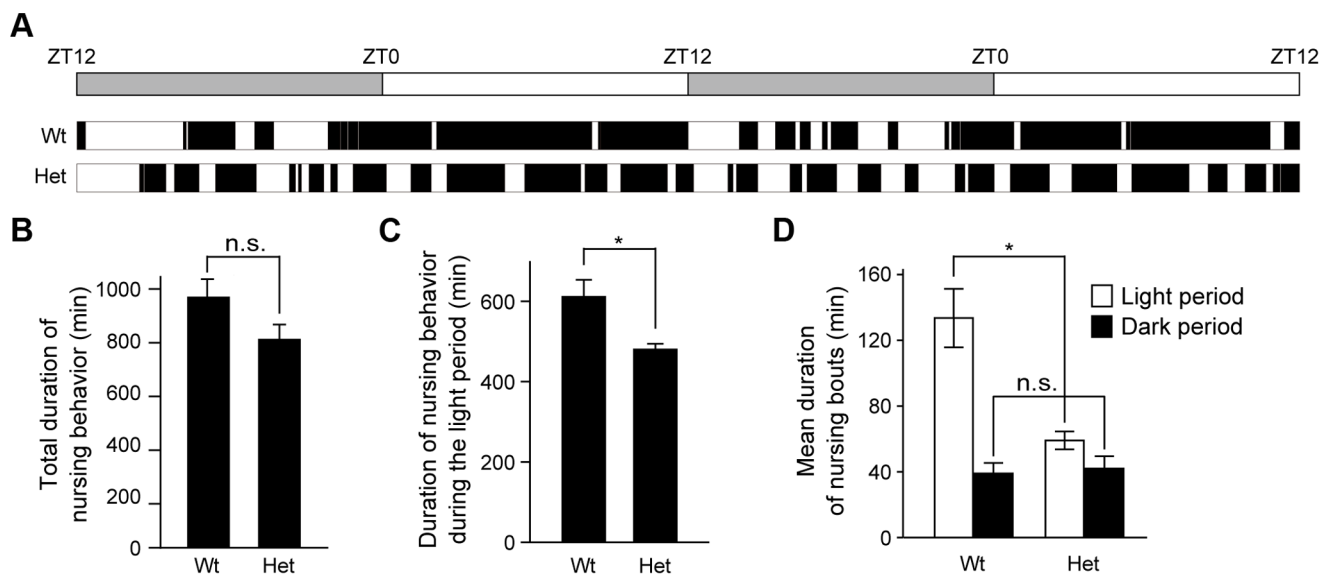 A
ZT12 ZT0 ZT12 ZT0 ZT12
Wt
Het
B
n.s.
Total duration of
nursing behavior (min)
1000
800
600
400
200
0
Wt Het
C
*
Duration of nursing behavior
during the light period (min)
600
400
200
0
Wt Het
D
*
n.s.
Mean duration
of nursing bouts (min)
160
120
80
40
0
Wt Het
Light period
Dark period